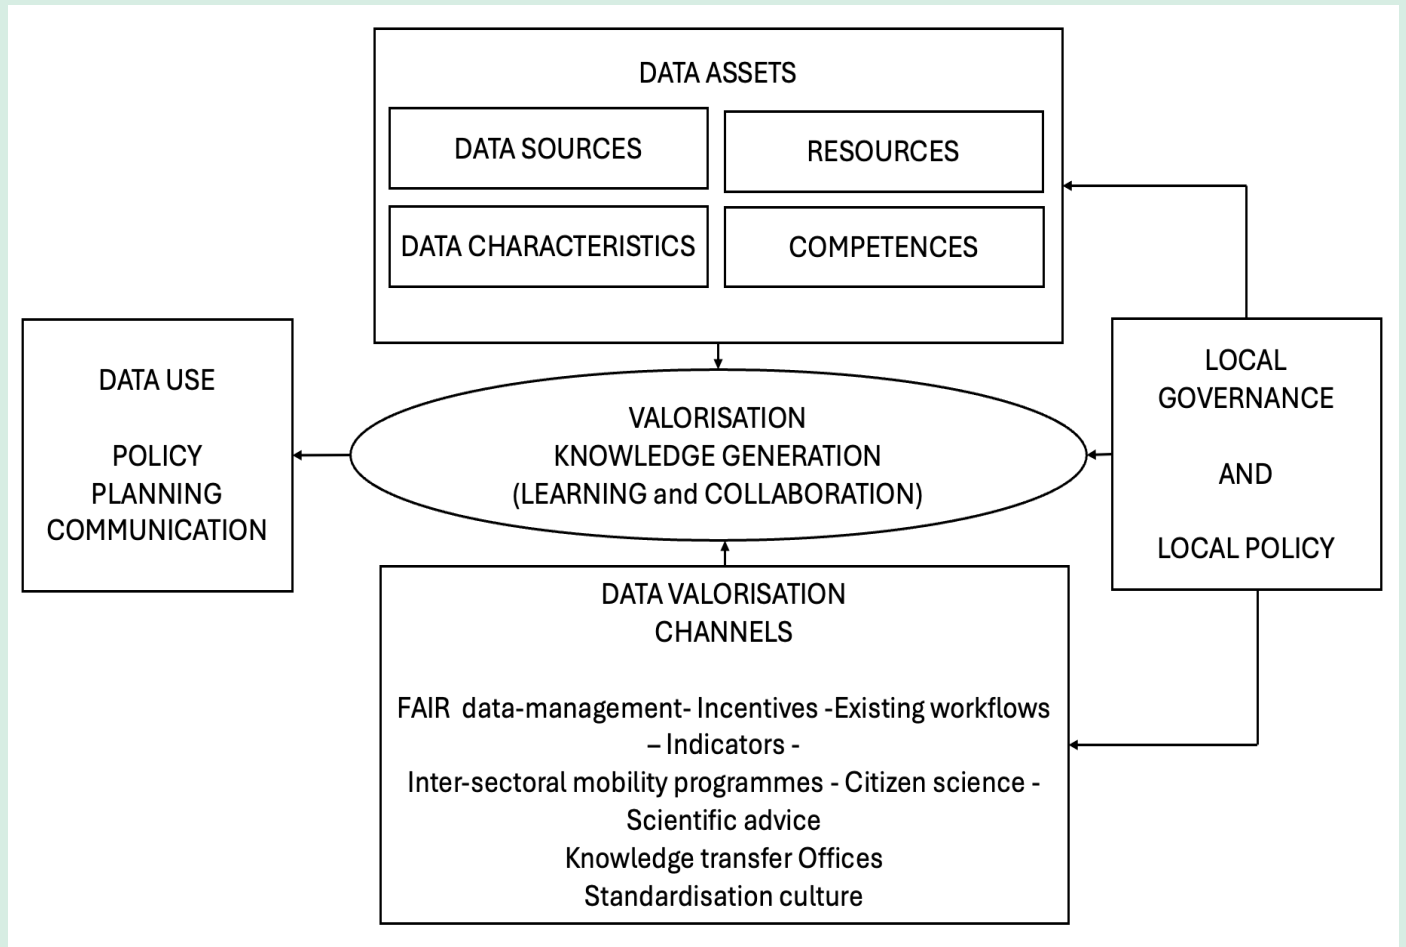 DATA ASSETS
DATA SOURCES
RESOURCES
DATA CHARACTERISTICS
COMPETENCES
DATA USE
POLICY
PLANNING
COMMUNICATION
VALORISATION
KNOWLEDGE GENERATION
(LEARNING and COLLABORATION)
LOCAL
GOVERNANCE
AND
LOCAL POLICY
DATA VALORISATION
CHANNELS
FAIR  data-management- Incentives -Existing workflows
– Indicators -
Inter-sectoral mobility programmes - Citizen science -
Scientific advice
Knowledge transfer Offices
Standardisation culture